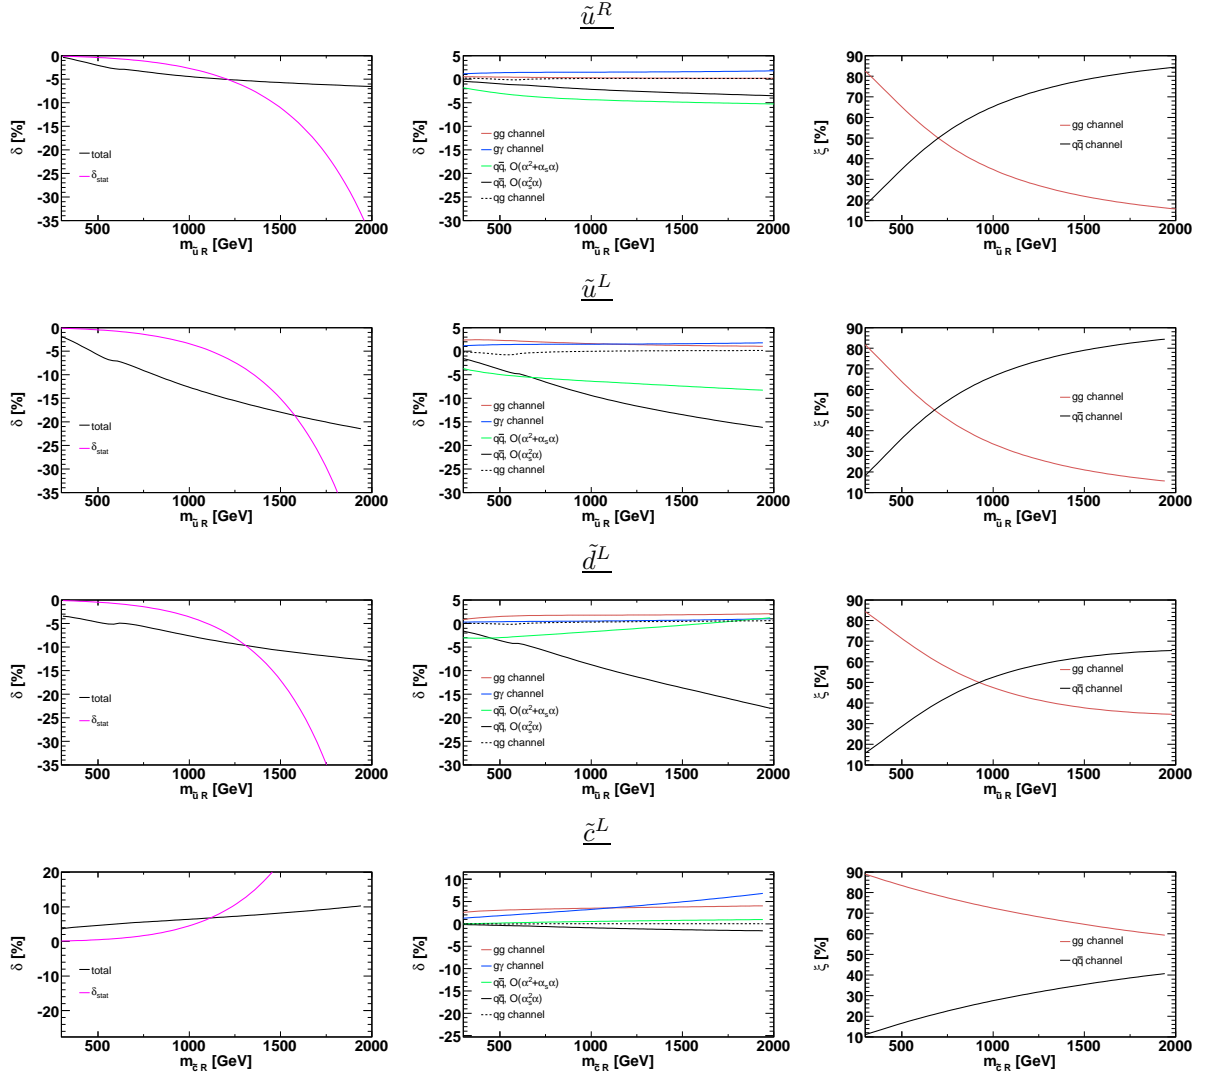 ũ^R
δ [%]
0
-5
-10
-15
-20
-25
-30
-35
total
δ_stat
500 1000 1500 2000
m_ũ R [GeV]
δ [%]
5
0
-5
-10
-15
-20
-25
-30
gg channel
gγ channel
qq̄, O(α²+α_sα)
qq̄, O(α_s²α)
qg channel
500 1000 1500 2000
m_ũ R [GeV]
ξ [%]
90
80
70
60
50
40
30
20
10
gg channel
qq̄ channel
500 1000 1500 2000
m_ũ R [GeV]
ũ^L
δ [%]
0
-5
-10
-15
-20
-25
-30
-35
total
δ_stat
500 1000 1500 2000
m_ũ R [GeV]
δ [%]
5
0
-5
-10
-15
-20
-25
-30
gg channel
gγ channel
qq̄, O(α²+α_sα)
qq̄, O(α_s²α)
qg channel
500 1000 1500 2000
m_ũ R [GeV]
ξ [%]
90
80
70
60
50
40
30
20
10
gg channel
qq̄ channel
500 1000 1500 2000
m_ũ R [GeV]
d̃^L
δ [%]
0
-5
-10
-15
-20
-25
-30
-35
total
δ_stat
500 1000 1500 2000
m_ũ R [GeV]
δ [%]
5
0
-5
-10
-15
-20
-25
-30
gg channel
gγ channel
qq̄, O(α²+α_sα)
qq̄, O(α_s²α)
qg channel
500 1000 1500 2000
m_ũ R [GeV]
ξ [%]
90
80
70
60
50
40
30
20
10
gg channel
qq̄ channel
500 1000 1500 2000
m_ũ R [GeV]
c̃^L
δ [%]
20
10
0
-10
-20
total
δ_stat
500 1000 1500 2000
m_c̃ R [GeV]
δ [%]
10
5
0
-5
-10
-15
-20
-25
gg channel
gγ channel
qq̄, O(α²+α_sα)
qq̄, O(α_s²α)
qg channel
500 1000 1500 2000
m_c̃ R [GeV]
ξ [%]
90
80
70
60
50
40
30
20
10
gg channel
qq̄ channel
500 1000 1500 2000
m_c̃ R [GeV]